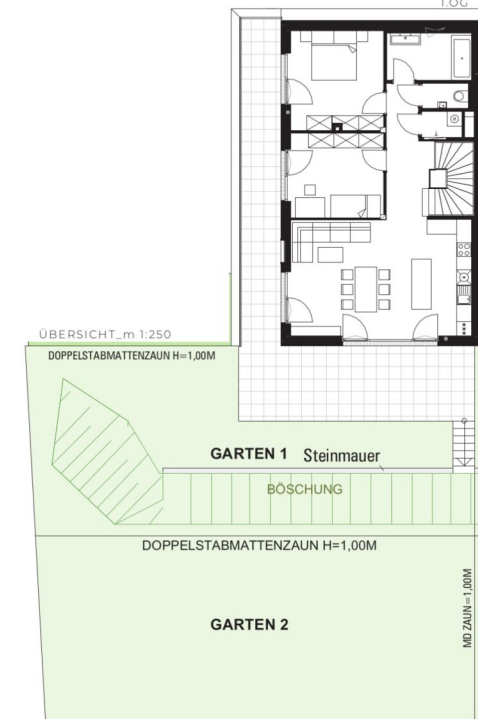 1.OG
ÜBERSICHT_m 1:250
DOPPELSTABMATTENZAUN H=1,00M
GARTEN 1 Steinmauer
BÖSCHUNG
DOPPELSTABMATTENZAUN H=1,00M
MD ZAUN=1,00M
GARTEN 2